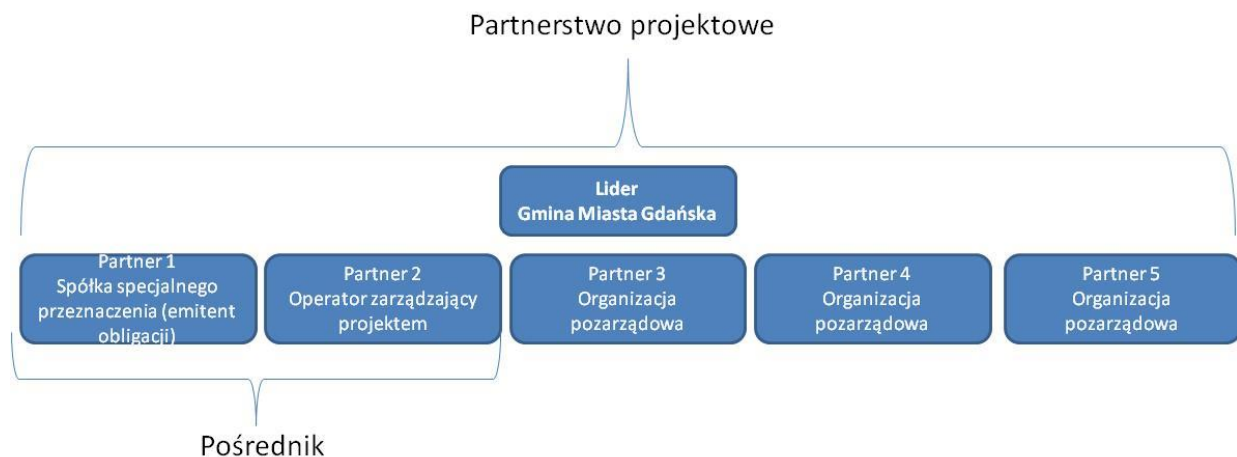 Partnerstwo projektowe
Lider
Gmina Miasta Gdańska
Partner 1
Spółka specjalnego
przeznaczenia (emitent
obligacji)
Partner 2
Operator zarządzający
projektem
Partner 3
Organizacja
pozarządowa
Partner 4
Organizacja
pozarządowa
Partner 5
Organizacja
pozarządowa
Pośrednik